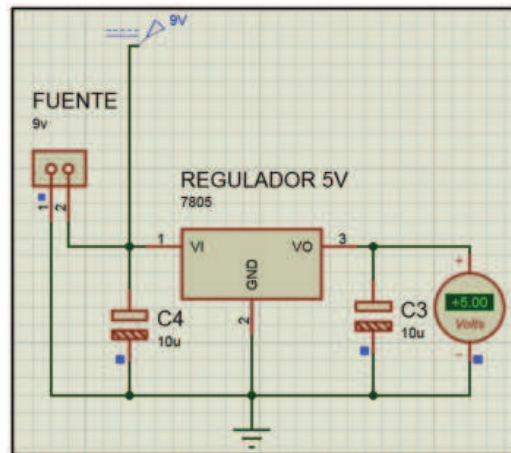 9V
FUENTE
9v
1 2
REGULADOR 5V
7805
1 VI VO 3
GND
2
C4
10u
C3
10u
+
+5.00
Volts
-